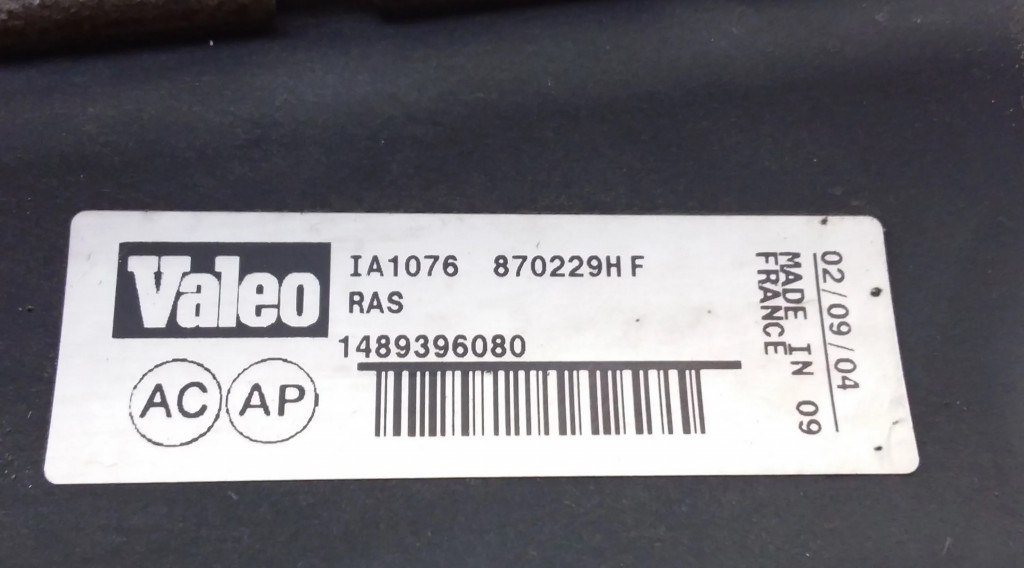 Valeo
IA1076 870229HF
RAS
1489396080
AC AP
02/09/04
MADE IN 09
FRANCE